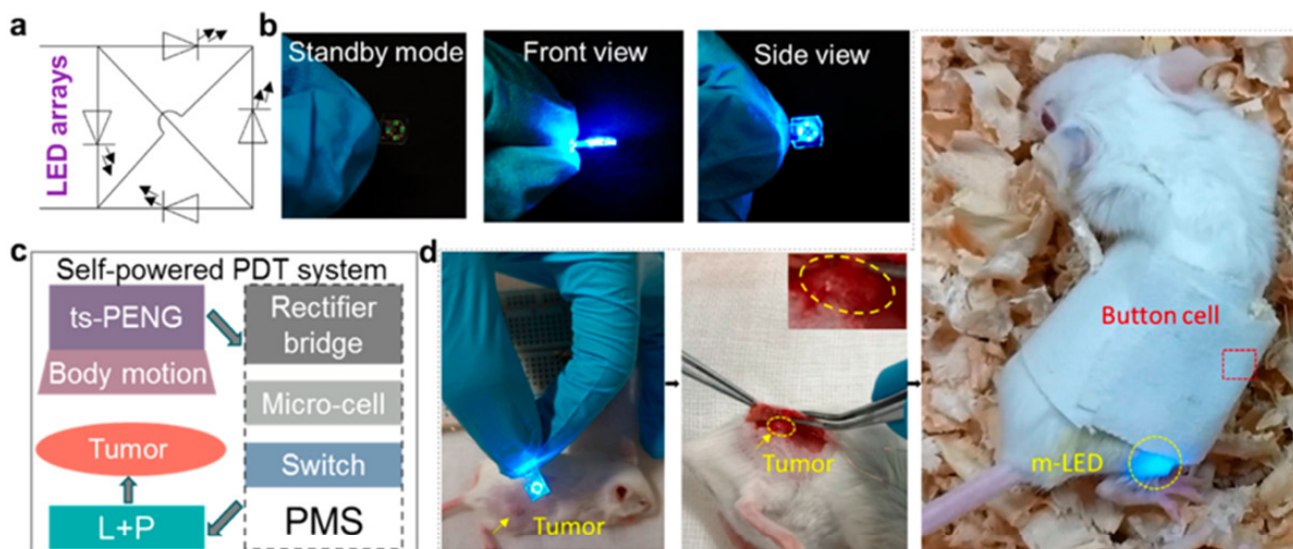 a
LED arrays
b
Standby mode
Front view
Side view
c
Self-powered PDT system
ts-PENG
Body motion
Rectifier
bridge
Micro-cell
Switch
PMS
Tumor
L+P
d
Tumor
Tumor
Button cell
m-LED